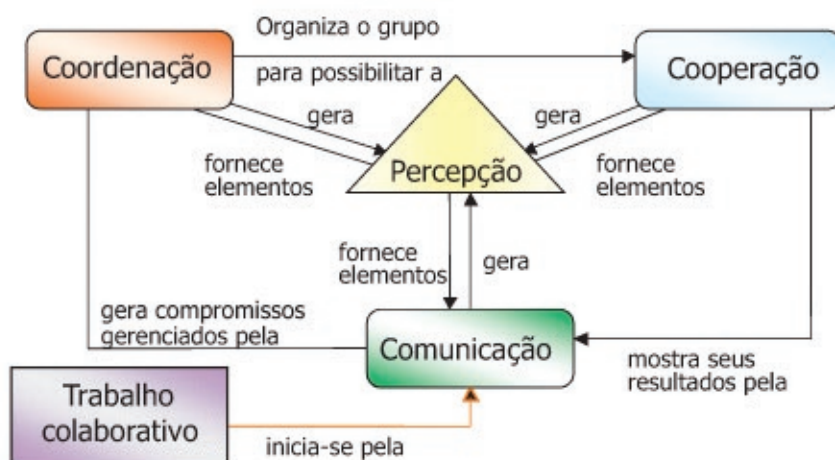 Organiza o grupo
Coordenação
Cooperação
para possibilitar a
gera
gera
fornece
elementos
Percepção
fornece
elementos
fornece
elementos
gera
gera compromissos
gerenciados pela
Comunicação
mostra seus
resultados pela
Trabalho
colaborativo
inicia-se pela